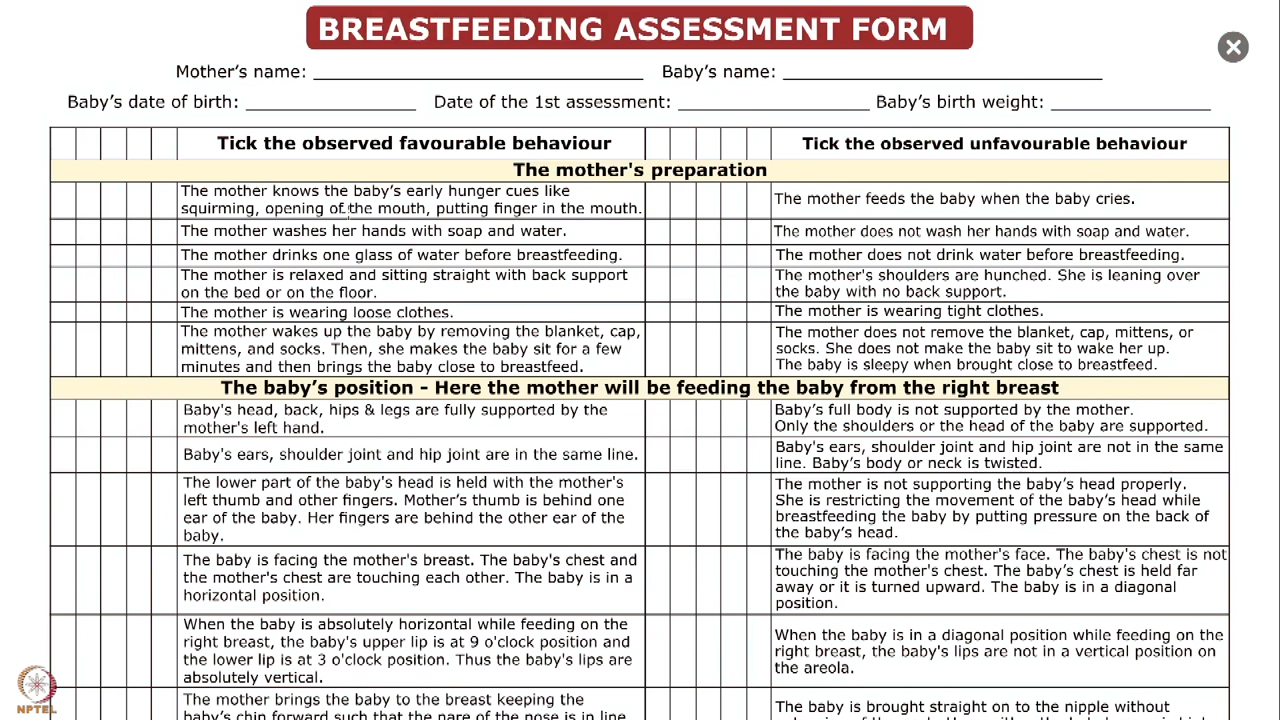 BREASTFEEDING ASSESSMENT FORM
Mother's name: Baby's name:
Baby's date of birth: Date of the 1st assessment: Baby's birth weight:
Tick the observed favourable behaviour
Tick the observed unfavourable behaviour
The mother's preparation
The mother knows the baby's early hunger cues like
squirming, opening of the mouth, putting finger in the mouth.
The mother feeds the baby when the baby cries.
The mother washes her hands with soap and water.
The mother does not wash her hands with soap and water.
The mother drinks one glass of water before breastfeeding.
The mother does not drink water before breastfeeding.
The mother is relaxed and sitting straight with back support
on the bed or on the floor.
The mother's shoulders are hunched. She is leaning over
the baby with no back support.
The mother is wearing loose clothes.
The mother is wearing tight clothes.
The mother wakes up the baby by removing the blanket, cap,
mittens, and socks. Then, she makes the baby sit for a few
minutes and then brings the baby close to breastfeed.
The mother does not remove the blanket, cap, mittens, or
socks. She does not make the baby sit to wake her up.
The baby is sleepy when brought close to breastfeed.
The baby's position - Here the mother will be feeding the baby from the right breast
Baby's head, back, hips & legs are fully supported by the
mother's left hand.
Baby's full body is not supported by the mother.
Only the shoulders or the head of the baby are supported.
Baby's ears, shoulder joint and hip joint are in the same line.
Baby's ears, shoulder joint and hip joint are not in the same
line. Baby's body or neck is twisted.
The lower part of the baby's head is held with the mother's
left thumb and other fingers. Mother's thumb is behind one
ear of the baby. Her fingers are behind the other ear of the
baby.
The mother is not supporting the baby's head properly.
She is restricting the movement of the baby's head while
breastfeeding the baby by putting pressure on the back of
the baby's head.
The baby is facing the mother's breast. The baby's chest and
the mother's chest are touching each other. The baby is in a
horizontal position.
The baby is facing the mother's face. The baby's chest is not
touching the mother's chest. The baby's chest is held far
away or it is turned upward. The baby is in a diagonal
position.
When the baby is absolutely horizontal while feeding on the
right breast, the baby's upper lip is at 9 o'clock position and
the lower lip is at 3 o'clock position. Thus the baby's lips are
absolutely vertical.
When the baby is in a diagonal position while feeding on the
right breast, the baby's lips are not in a vertical position on
the areola.
The mother brings the baby to the breast keeping the
baby's chin forward such that the nare of the nose is in line
The baby is brought straight on to the nipple without
NPTEL